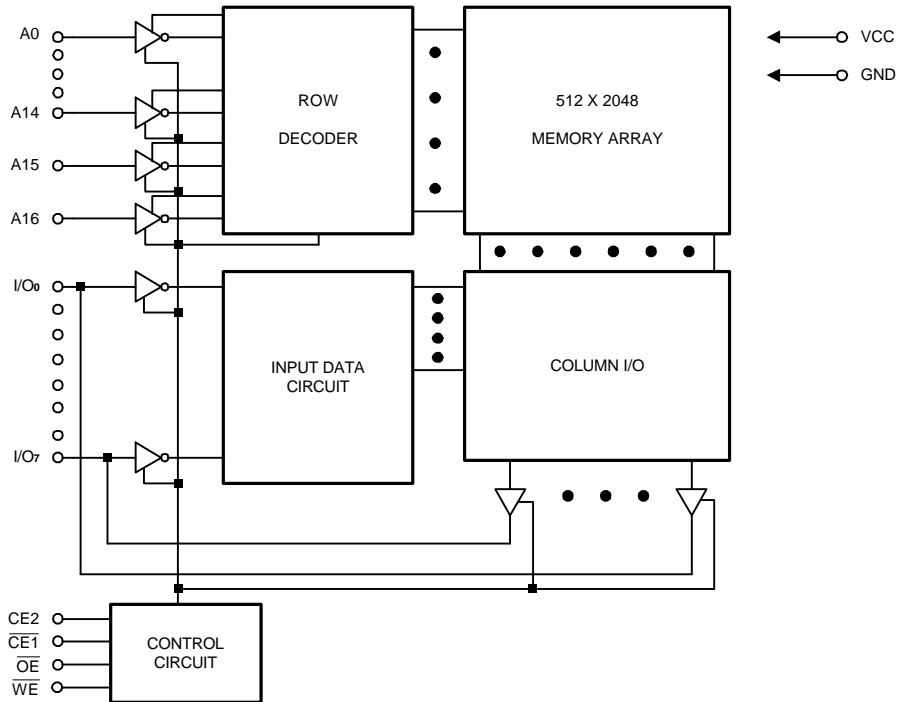 A0
VCC
GND
ROW
DECODER
512 X 2048
MEMORY ARRAY
A14
A15
A16
I/O0
INPUT DATA
CIRCUIT
COLUMN I/O
I/O7
CE2
CE1
OE
WE
CONTROL
CIRCUIT